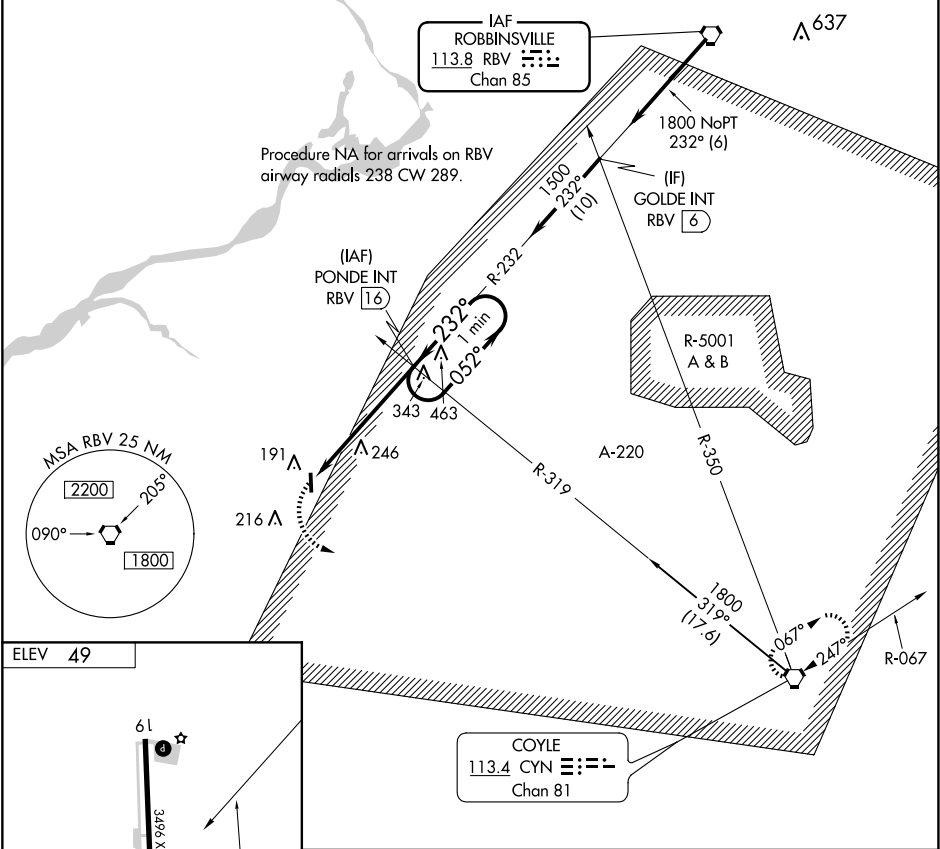 IAF
ROBBINSVILLE
113.8 RBV
Chan 85
637
1800 NoPT
232° (6)
Procedure NA for arrivals on RBV
airway radials 238 CW 289.
(IF)
GOLDE INT
RBV 6
1500
232°
(10)
R-232
(IAF)
PONDE INT
RBV 16
232°
1 min
052°
343
463
R-5001
A & B
191
246
A-220
R-350
R-319
216
MSA RBV 25 NM
2200
205°
090°
1800
1800
319°
(17.6)
067°
247°
R-067
ELEV 49
19
3496 X
P
COYLE
113.4 CYN
Chan 81